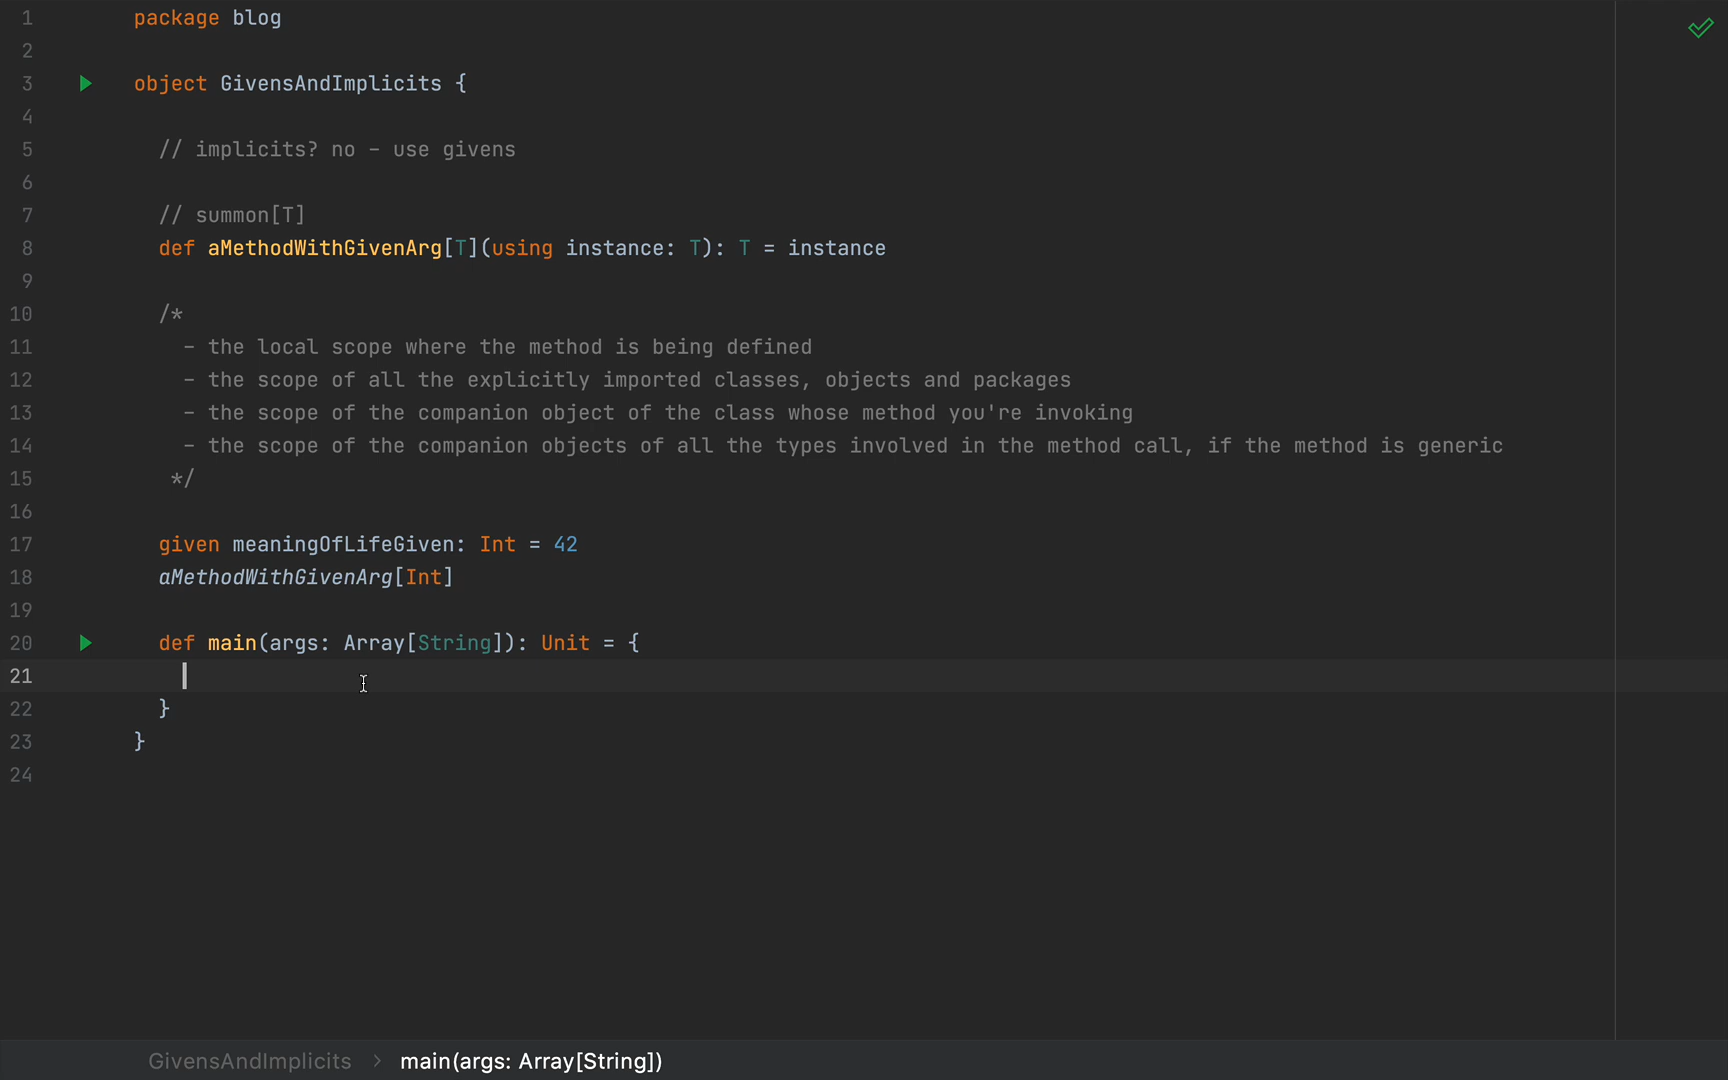 1 package blog
2
3 object GivensAndImplicits {
4
5 // implicits? no - use givens
6
7 // summon[T]
8 def aMethodWithGivenArg[T](using instance: T): T = instance
9
10 /*
11 - the local scope where the method is being defined
12 - the scope of all the explicitly imported classes, objects and packages
13 - the scope of the companion object of the class whose method you're invoking
14 - the scope of the companion objects of all the types involved in the method call, if the method is generic
15 */
16
17 given meaningOfLifeGiven: Int = 42
18 aMethodWithGivenArg[Int]
19
20 def main(args: Array[String]): Unit = {
21
22 }
23 }
24
GivensAndImplicits > main(args: Array[String])